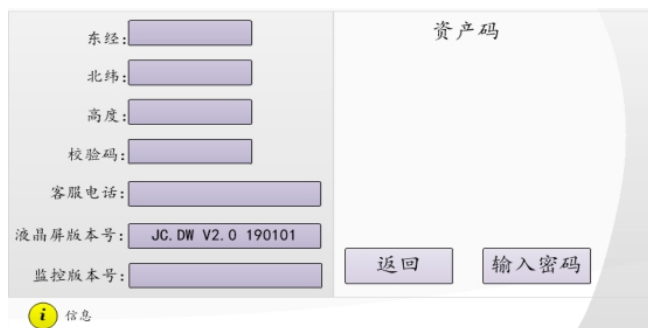 东经:
北纬:
高度:
校验码:
客服电话:
液晶屏版本号: JC.DW V2.0 190101
监控版本号:
资产码
返回 输入密码
i 信息